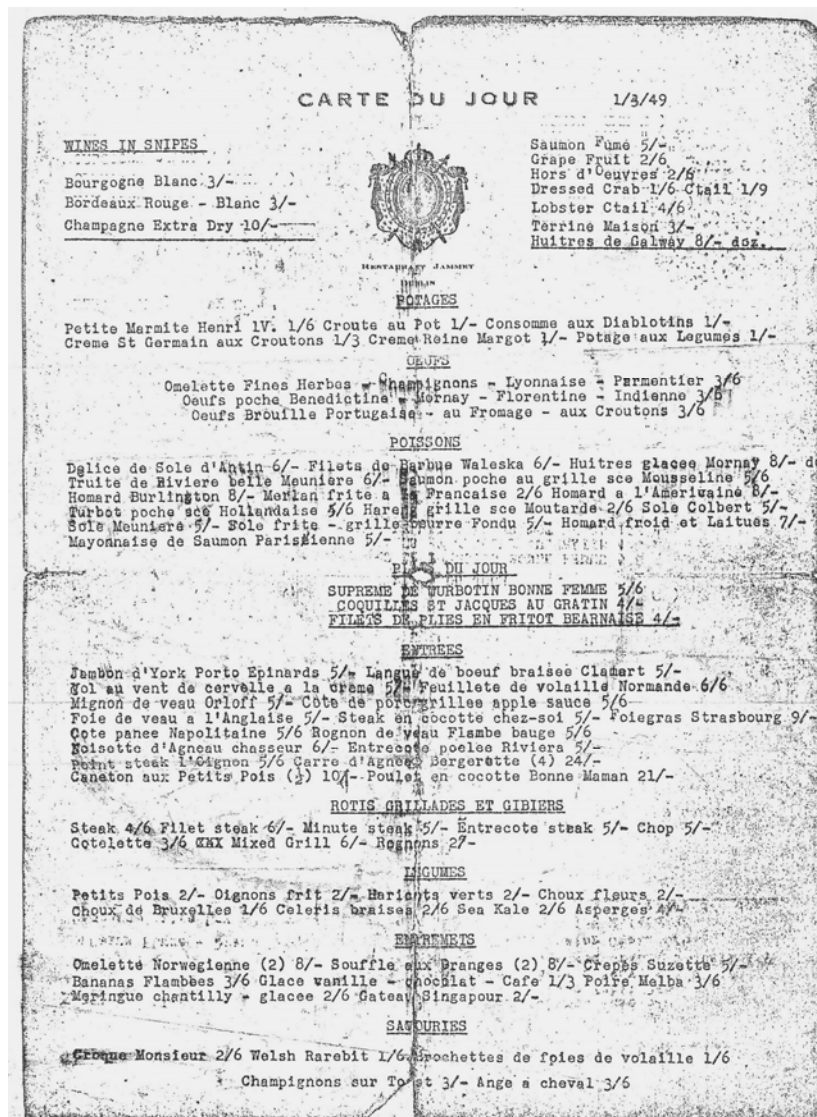 CARTE DU JOUR 1/3/49
WINES IN SNIPES
Bourgogne Blanc 3/-
Bordeaux Rouge - Blanc 3/-
Champagne Extra Dry 10/-
Saumon Fumé 5/-
Grape Fruit 2/6
Hors d'Oeuvres 2/6
Dressed Crab 1/6 Ctail 1/9
Lobster Ctail 4/6
Terrine Maison 3/-
Huitres de Galway 8/- doz.
RESTAURANT JAMMET
DUBLIN
POTAGES
Petite Marmite Henri 1V. 1/6 Croute au Pot 1/- Consomme aux Diablotins 1/-
Creme St Germain aux Croutons 1/3 Creme Reine Margot 1/- Potage aux Legumes 1/-
OEUFS
Omelette Fines Herbes - Champignons - Lyonnaise - Parmentier 3/6
Oeufs poche Benedictine - Mornay - Florentine - Indienne 3/6
Oeufs Brouille Portugaise - au Fromage - aux Croutons 3/6
POISSONS
Delice de Sole d'Antin 6/- Filets de Barbue Waleska 6/- Huitres glacee Mornay 8/- d
Truite de Riviere belle Meuniere 6/- Saumon poche au grille sce Mousseline 5/6
Homard Burlington 8/- Merlan frite a la Francaise 2/6 Homard a l'Americaine 8/-
Turbot poche sce Hollandaise 5/6 Hareng grille sce Moutarde 2/6 Sole Colbert 5/-
Sole Meuniere 5/- Sole frite - grille beurre Fondu 5/- Homard froid et Laitues 7/-
Mayonnaise de Saumon Parisienne 5/-
PLATS DU JOUR
SUPREME DE TURBOTIN BONNE FEMME 5/6
COQUILLES ST JACQUES AU GRATIN 4/-
FILETS DE PLIES EN FRITOT BEARNAISE 4/-
ENTREES
Jambon d'York Porto Epinards 5/- Langue de boeuf braisee Clamart 5/-
Vol au vent de cervelle a la creme 5/- Feuillete de volaille Normande 6/6
Mignon de veau Orloff 5/- Cote de porc grillee apple sauce 5/6
Foie de veau a l'Anglaise 5/- Steak en cocotte chez-soi 5/- Foiegras Strasbourg 9/-
Cote panee Napolitaine 5/6 Rognon de veau Flambe bauge 5/6
Noisette d'Agneau chasseur 6/- Entrecote poelee Riviera 5/-
Point steak l'Oignon 5/6 Carre d'Agneau Bergerette (4) 24/-
Caneton aux Petits Pois (½) 10/- Poulet en cocotte Bonne Maman 21/-
ROTIS GRILLADES ET GIBIERS
Steak 4/6 Filet steak 6/- Minute steak 5/- Entrecote steak 5/- Chop 5/-
Cotelette 3/6 Mixed Grill 6/- Rognons 2/-
LEGUMES
Petits Pois 2/- Oignons frit 2/- Haricots verts 2/- Choux fleurs 2/-
Choux de Bruxelles 1/6 Celeris braises 2/6 Sea Kale 2/6 Asperges
ENTREMETS
Omelette Norwegienne (2) 8/- Souffle aux Oranges (2) 8/- Crepes Suzette 5/-
Bananas Flambees 3/6 Glace vanille - chocolat - Cafe 1/3 Poire Melba 3/6
Meringue chantilly - glacee 2/6 Gateau Singapour 2/-
SAVOURIES
Croque Monsieur 2/6 Welsh Rarebit 1/6 Brochettes de foies de volaille 1/6
Champignons sur Toast 3/- Ange a cheval 3/6